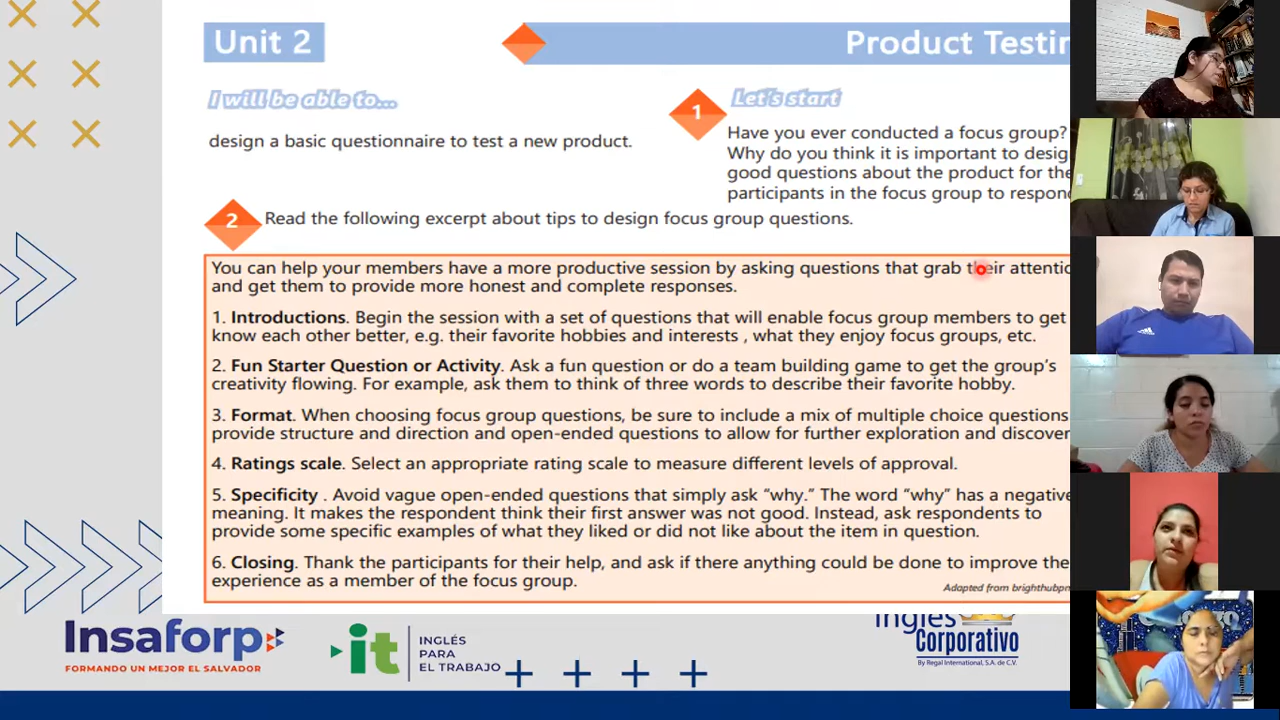 Unit 2
Product Testin
I will be able to...
design a basic questionnaire to test a new product.
1
Let's start
Have you ever conducted a focus group?
Why do you think it is important to desig
good questions about the product for the
participants in the focus group to respon
2
Read the following excerpt about tips to design focus group questions.
You can help your members have a more productive session by asking questions that grab their attentio
and get them to provide more honest and complete responses.
1. Introductions. Begin the session with a set of questions that will enable focus group members to get
know each other better, e.g. their favorite hobbies and interests , what they enjoy focus groups, etc.
2. Fun Starter Question or Activity. Ask a fun question or do a team building game to get the group's
creativity flowing. For example, ask them to think of three words to describe their favorite hobby.
3. Format. When choosing focus group questions, be sure to include a mix of multiple choice questions
provide structure and direction and open-ended questions to allow for further exploration and discover
4. Ratings scale. Select an appropriate rating scale to measure different levels of approval.
5. Specificity . Avoid vague open-ended questions that simply ask “why.” The word “why” has a negative
meaning. It makes the respondent think their first answer was not good. Instead, ask respondents to
provide some specific examples of what they liked or did not like about the item in question.
6. Closing. Thank the participants for their help, and ask if there anything could be done to improve the
experience as a member of the focus group.
Adapted from brighthubpr
Insaforp
FORMANDO UN MEJOR EL SALVADOR
it
INGLÉS
PARA
EL TRABAJO
Inglés
Corporativo
By Regal International, S.A. de C.V.